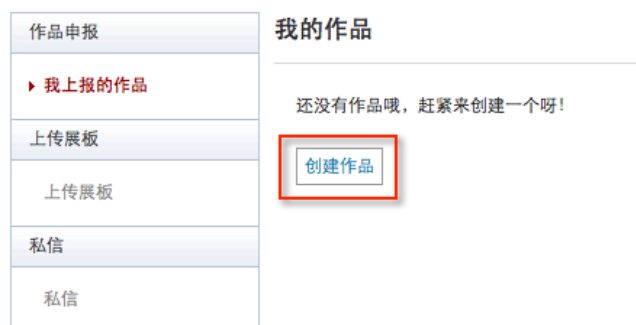 作品申报
我上报的作品
上传展板
上传展板
私信
私信
我的作品
还没有作品哦，赶紧来创建一个呀！
创建作品